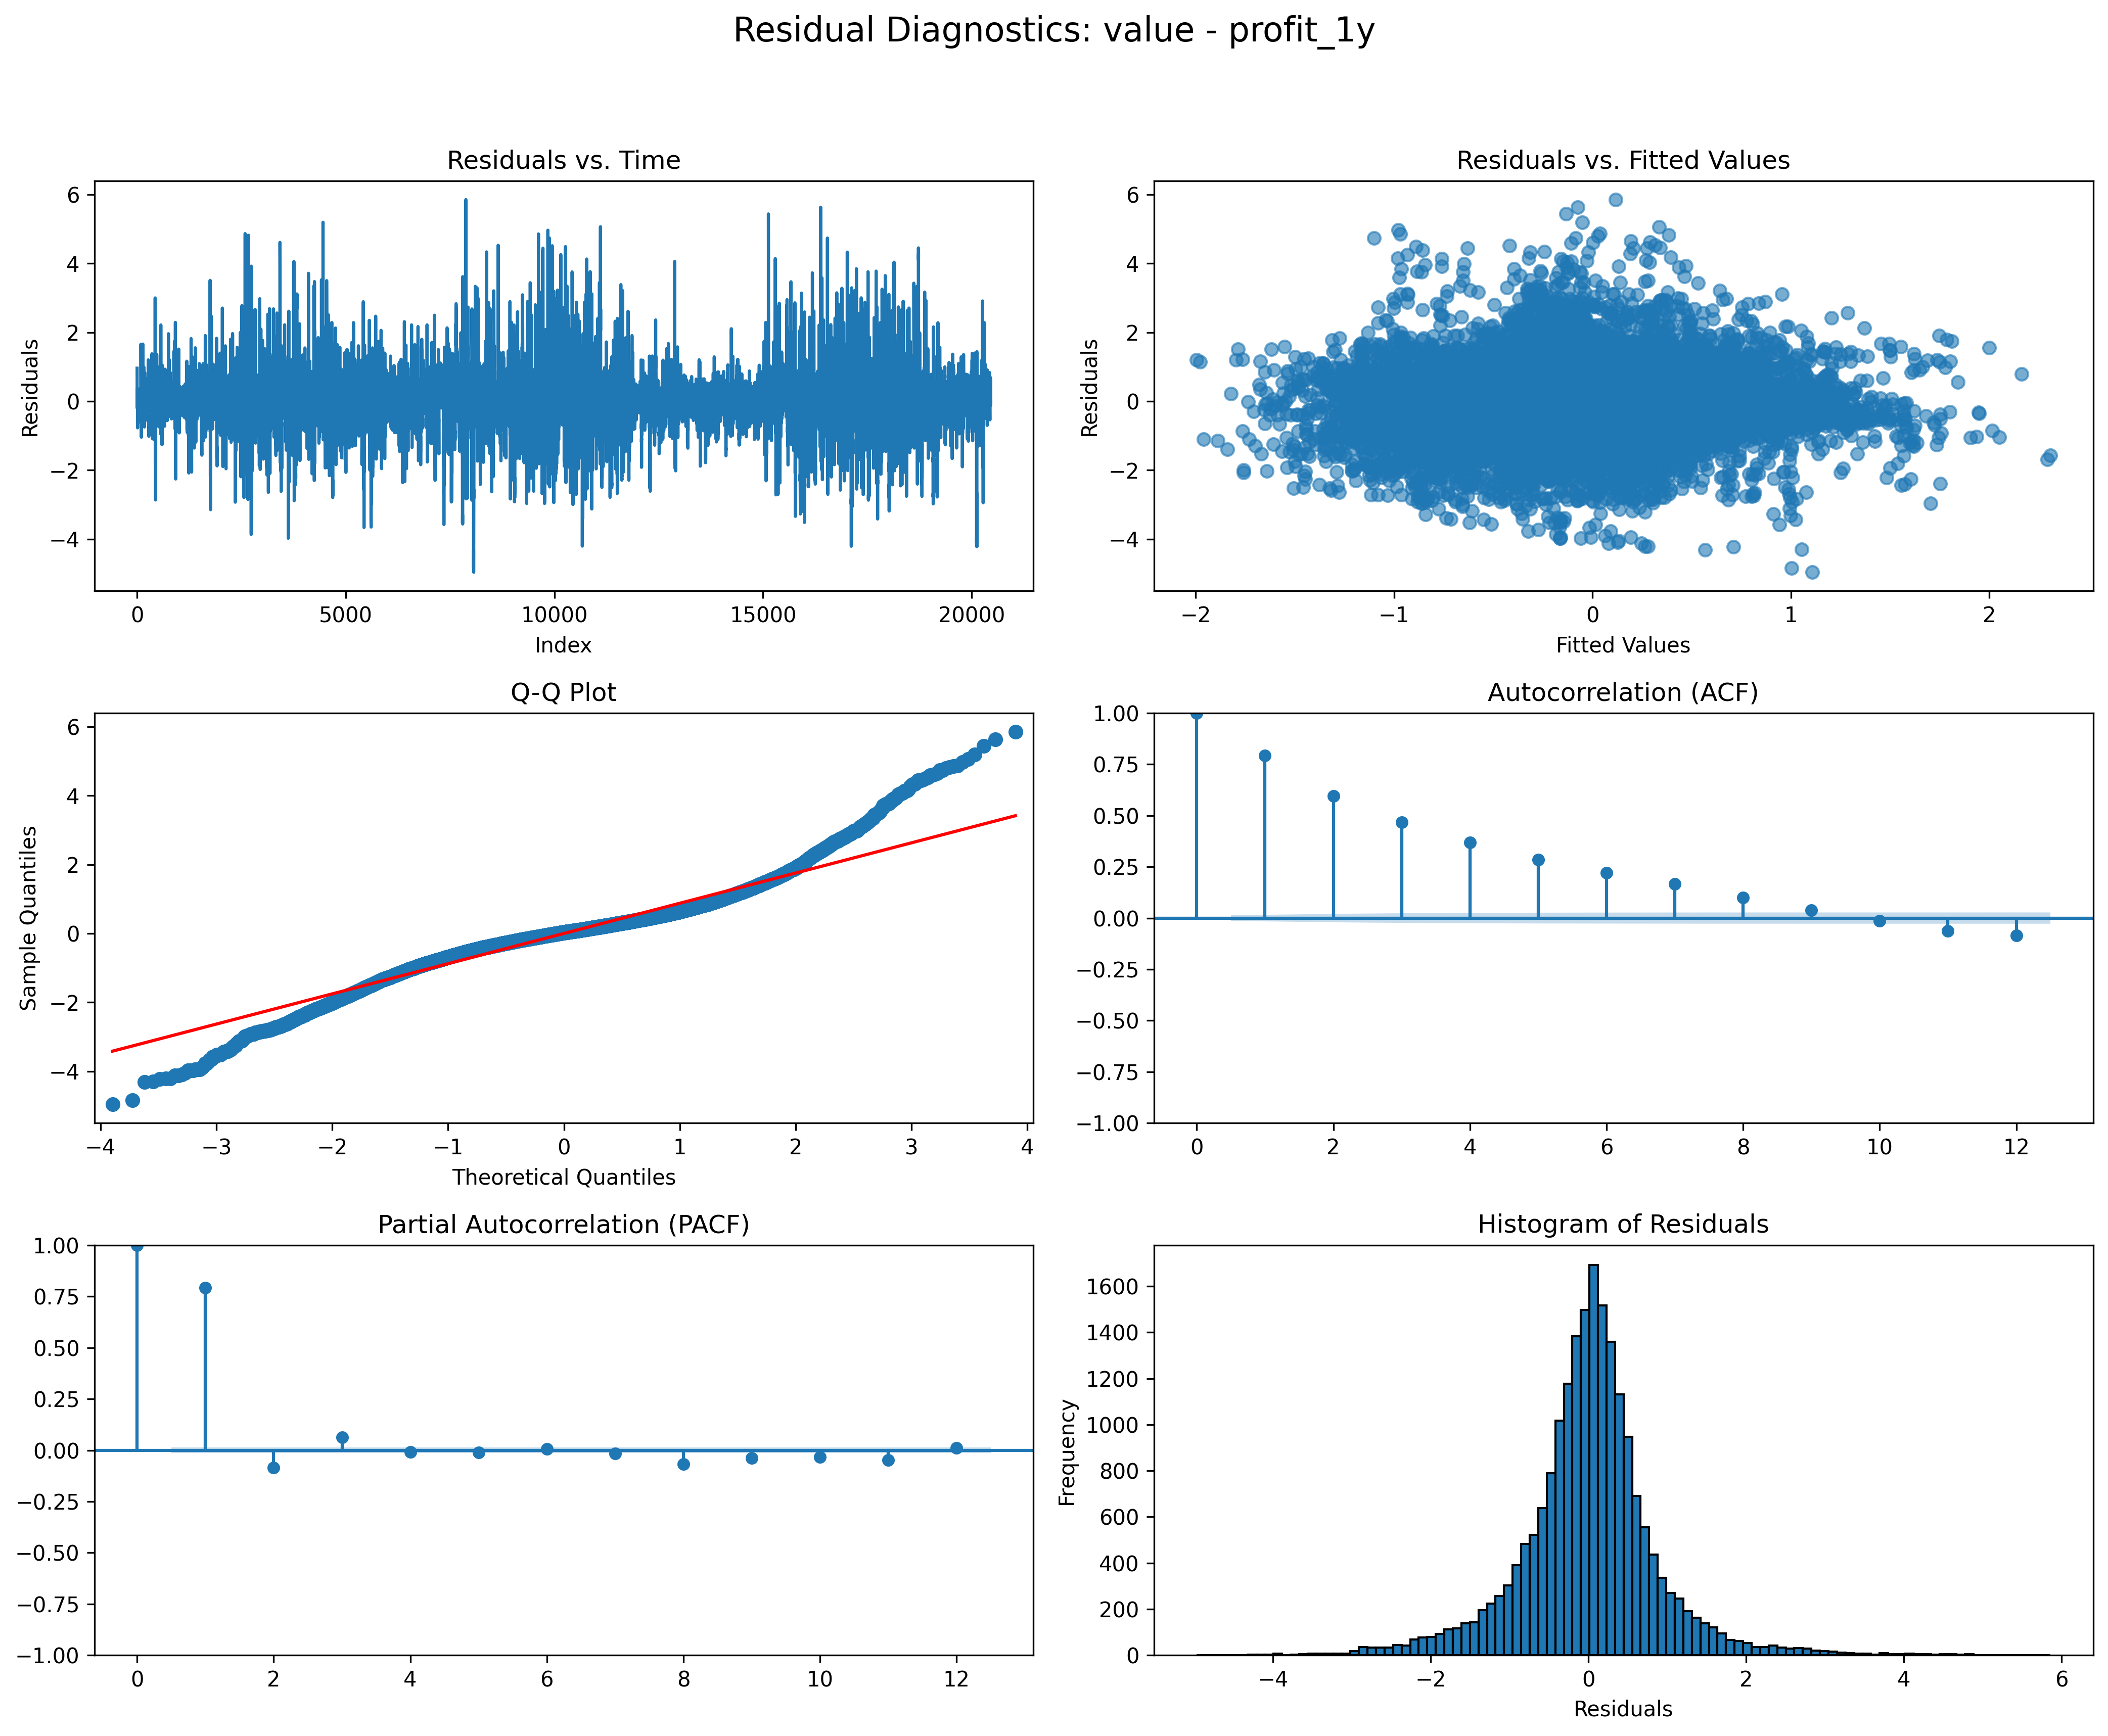 Residual Diagnostics: value - profit_1y
Residuals vs. Time
Residuals
6
4
2
0
−2
−4
0 5000 10000 15000 20000
Index
Residuals vs. Fitted Values
Residuals
6
4
2
0
−2
−4
−2 −1 0 1 2
Fitted Values
Q-Q Plot
Sample Quantiles
6
4
2
0
−2
−4
−4 −3 −2 −1 0 1 2 3 4
Theoretical Quantiles
Autocorrelation (ACF)
1.00
0.75
0.50
0.25
0.00
−0.25
−0.50
−0.75
−1.00
0 2 4 6 8 10 12
Partial Autocorrelation (PACF)
1.00
0.75
0.50
0.25
0.00
−0.25
−0.50
−0.75
−1.00
0 2 4 6 8 10 12
Histogram of Residuals
Frequency
1600
1400
1200
1000
800
600
400
200
0
−4 −2 0 2 4 6
Residuals